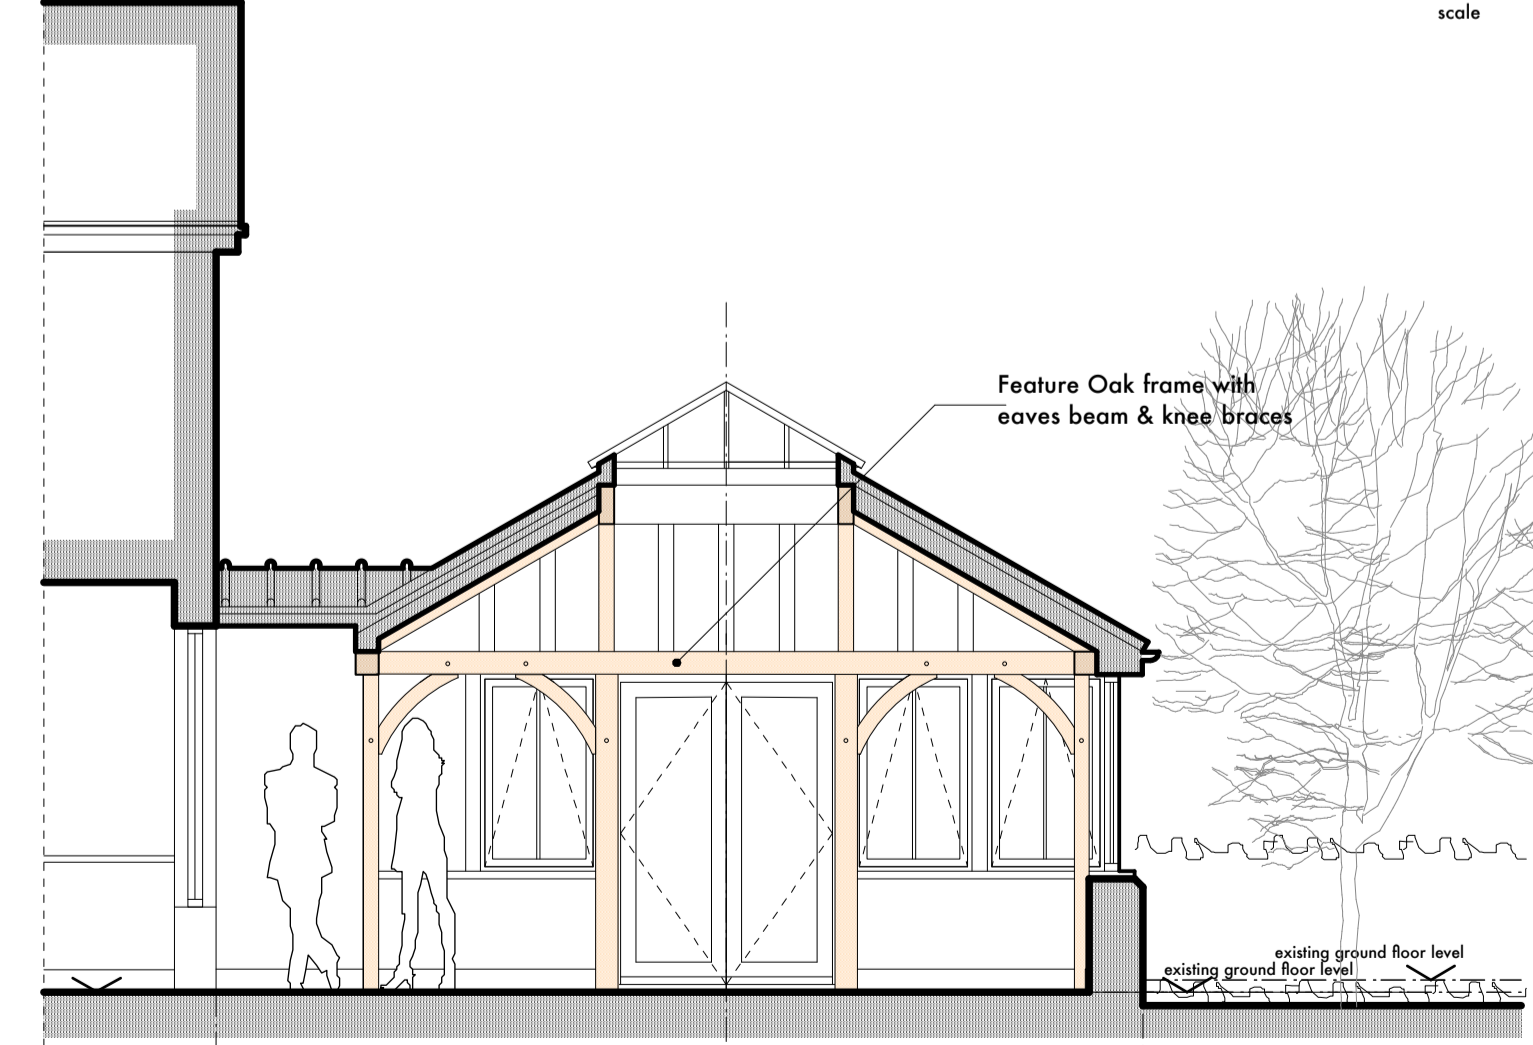 scale
Feature Oak frame with
eaves beam & knee braces
existing ground floor level
existing ground floor level